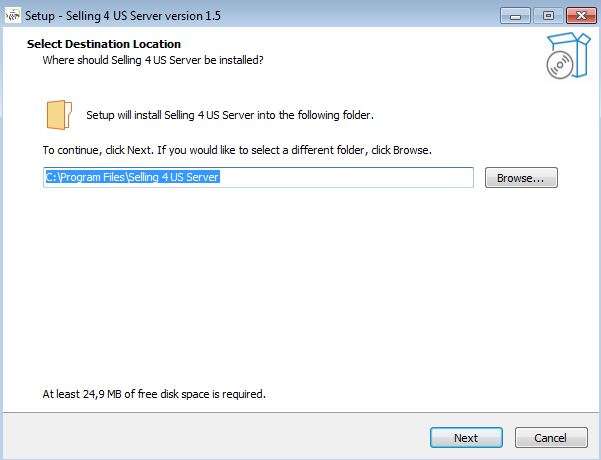 Setup - Selling 4 US Server version 1.5
Select Destination Location
Where should Selling 4 US Server be installed?
Setup will install Selling 4 US Server into the following folder.
To continue, click Next. If you would like to select a different folder, click Browse.
C:\Program Files\Selling 4 US Server
Browse...
At least 24,9 MB of free disk space is required.
Next
Cancel